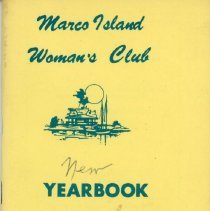 Marco Island
Woman's Club
New
YEARBOOK